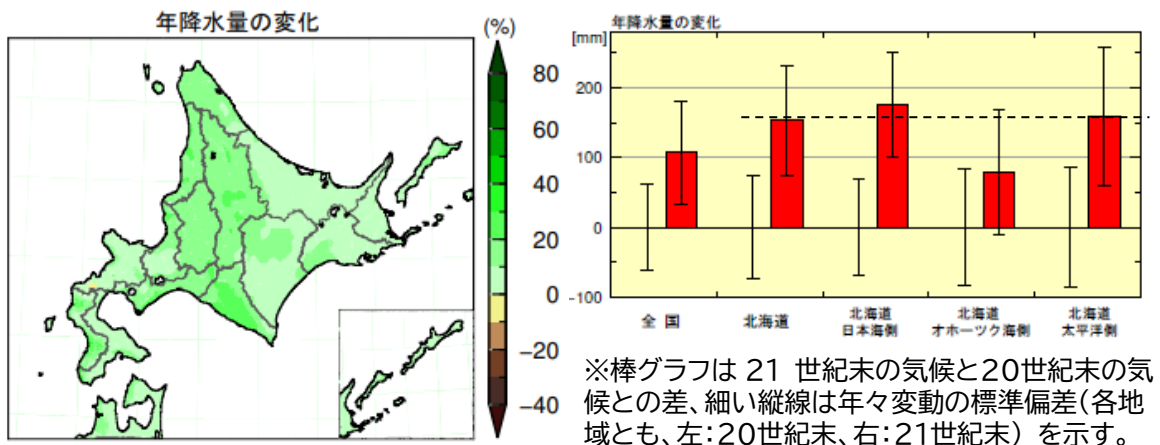 年降水量の変化
(%)
80
60
40
20
0
−20
−40
年降水量の変化
[mm]
200
100
0
-100
全 国
北海道
北海道
日本海側
北海道
オホーツク海側
北海道
太平洋側
※棒グラフは 21 世紀末の気候と20世紀末の気
候との差、細い縦線は年々変動の標準偏差(各地
域とも、左:20世紀末、右:21世紀末) を示す。